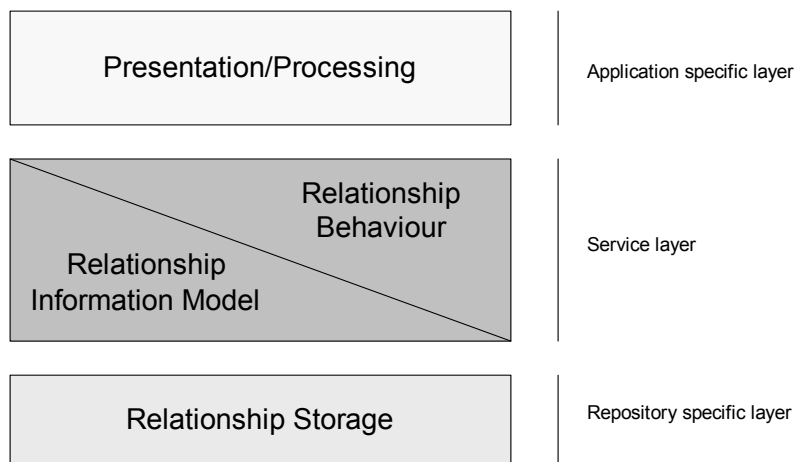 Presentation/Processing
Application specific layer
Relationship
Behaviour
Relationship
Information Model
Service layer
Relationship Storage
Repository specific layer